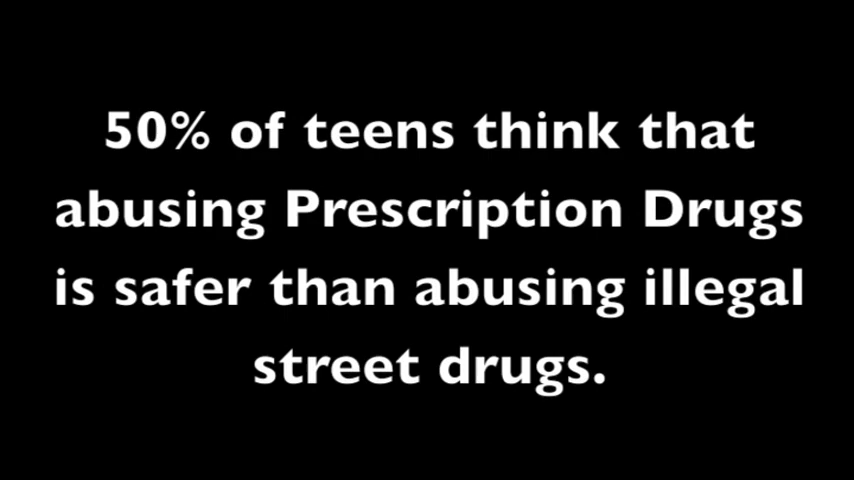 50% of teens think that
abusing Prescription Drugs
is safer than abusing illegal
street drugs.